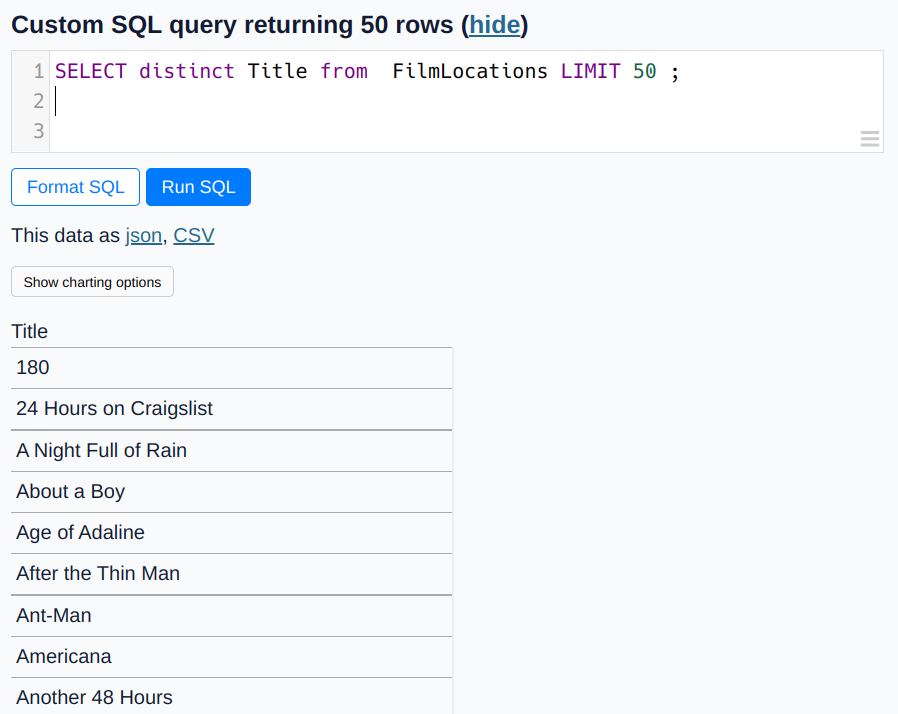 Custom SQL query returning 50 rows (hide)
1 SELECT distinct Title from  FilmLocations LIMIT 50 ;
2
3
Format SQL Run SQL
This data as json, CSV
Show charting options
Title
180
24 Hours on Craigslist
A Night Full of Rain
About a Boy
Age of Adaline
After the Thin Man
Ant-Man
Americana
Another 48 Hours